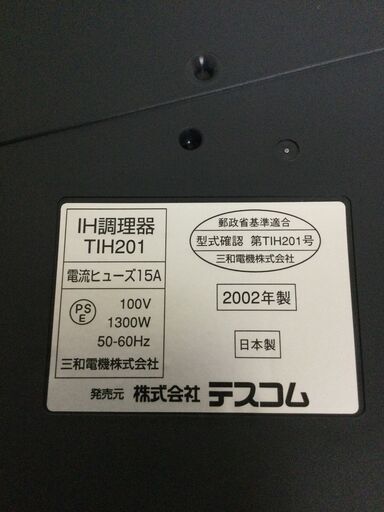 IH調理器
TIH201
電流ヒューズ15A
PS
E
100V
1300W
50-60Hz
三和電機株式会社
郵政省基準適合
型式確認 第TIH201号
三和電機株式会社
2002年製
日本製
発売元 株式会社 テスコム